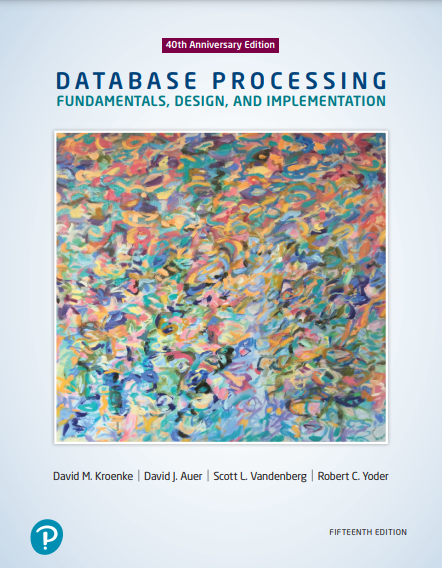 40th Anniversary Edition
DATABASE PROCESSING
FUNDAMENTALS, DESIGN, AND IMPLEMENTATION
David M. Kroenke | David J. Auer | Scott L. Vandenberg | Robert C. Yoder
P
FIFTEENTH EDITION